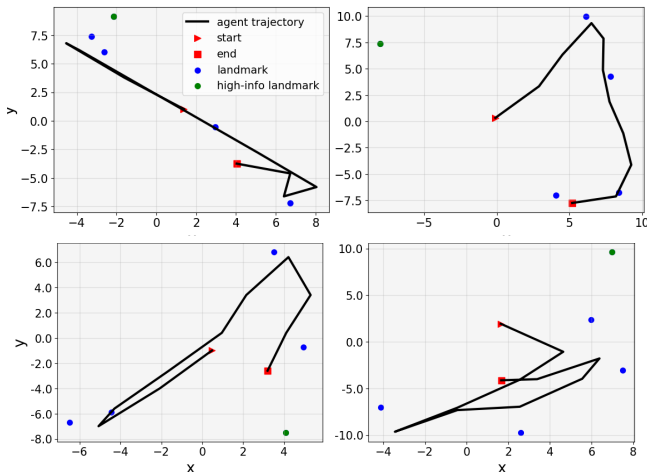 agent trajectory
start
end
landmark
high-info landmark
y
7.5
5.0
2.5
0.0
−2.5
−5.0
−7.5
−4 −2 0 2 4 6 8
10.0
7.5
5.0
2.5
0.0
−2.5
−5.0
−7.5
−5 0 5 10
y
6.0
4.0
2.0
0.0
-2.0
-4.0
-6.0
-8.0
−6 −4 −2 0 2 4
x
10.0
5.0
0.0
-5.0
-10.0
−4 −2 0 2 4 6 8
x